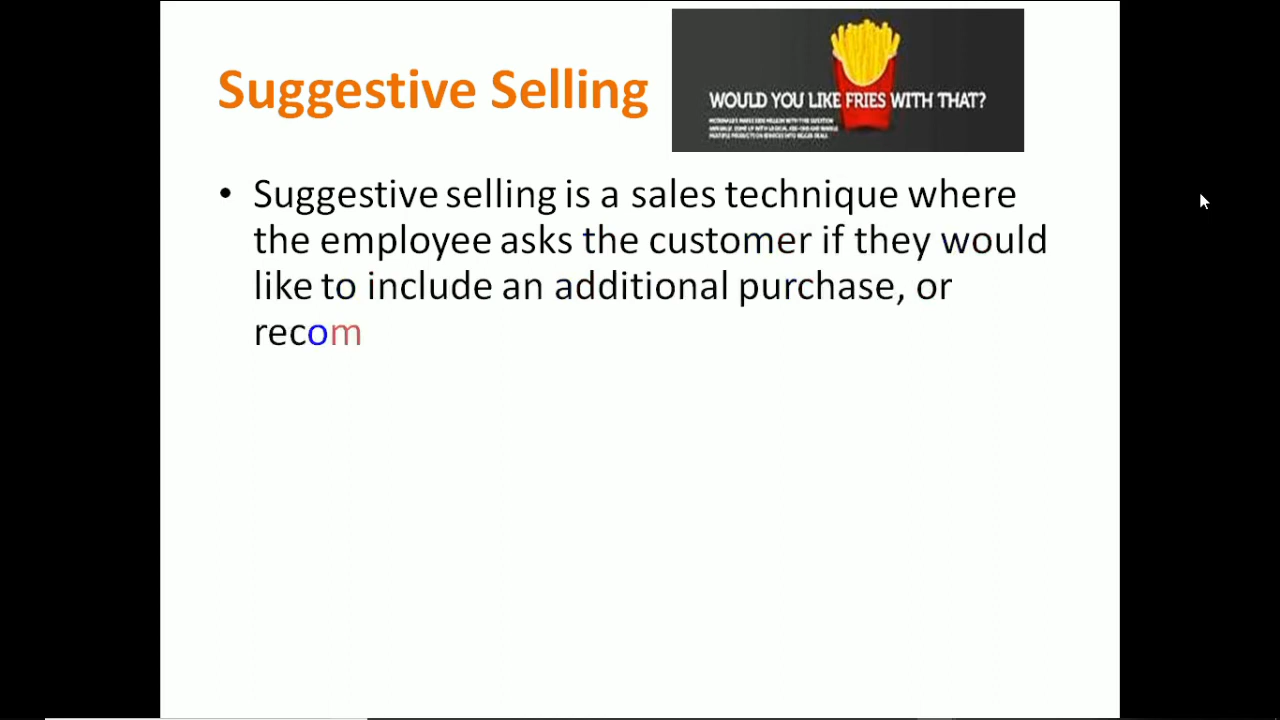 Suggestive Selling
WOULD YOU LIKE FRIES WITH THAT?
• Suggestive selling is a sales technique where
the employee asks the customer if they would
like to include an additional purchase, or
recom